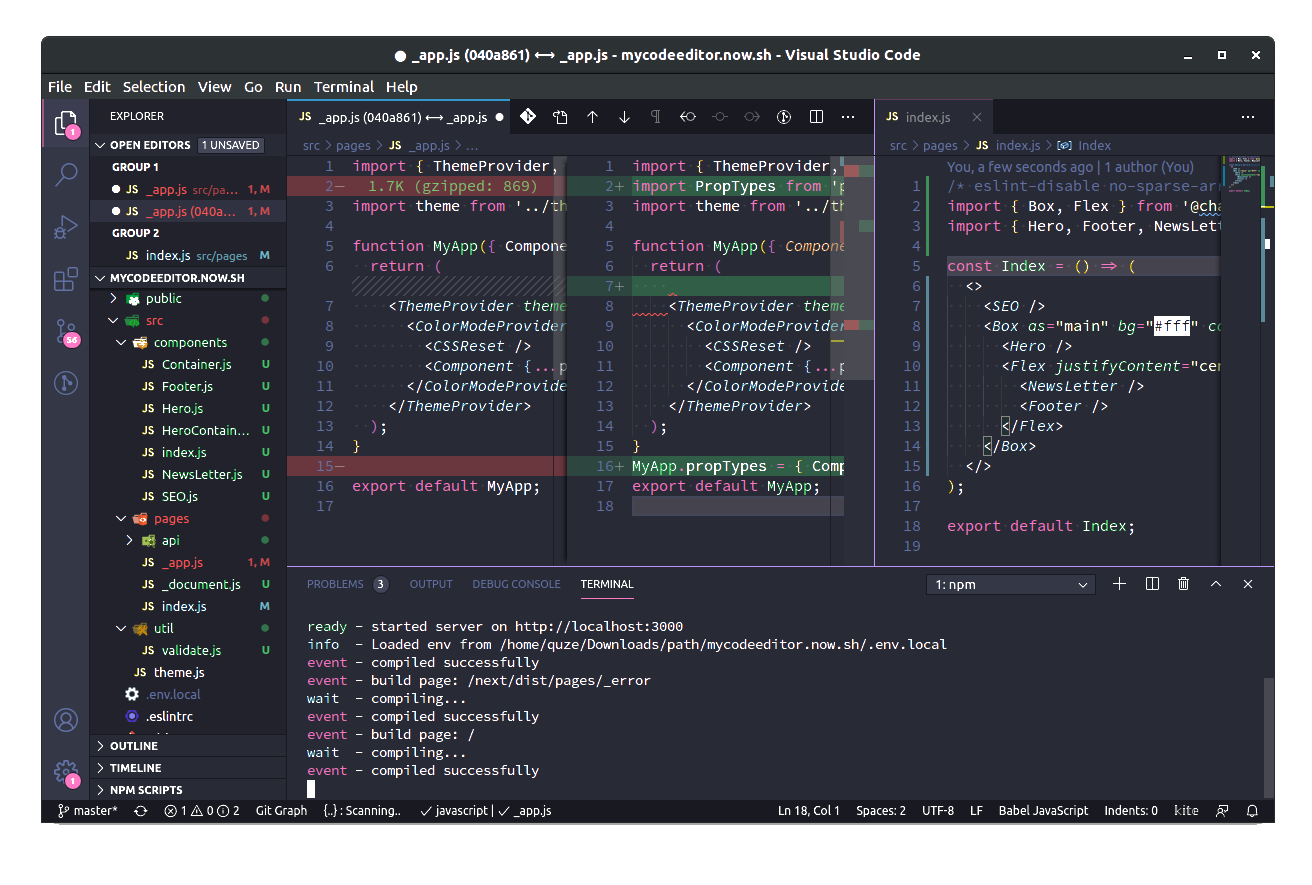 ● _app.js (040a861) ⟷ _app.js - mycodeeditor.now.sh - Visual Studio Code
File Edit Selection View Go Run Terminal Help
1
56
1
EXPLORER
OPEN EDITORS 1 UNSAVED
GROUP 1
JS _app.js src/pa... 1, M
JS _app.js (040a... 1, M
GROUP 2
JS index.js src/pages M
MYCODEEDITOR.NOW.SH
public
src
components
JS Container.js U
JS Footer.js U
JS Hero.js U
JS HeroContain... U
JS index.js U
JS NewsLetter.js U
JS SEO.js U
pages
api
JS _app.js 1, M
JS _document.js U
JS index.js M
util
JS validate.js U
JS theme.js
.env.local
.eslintrc
OUTLINE
TIMELINE
NPM SCRIPTS
JS _app.js (040a861) ⟷ _app.js ●
src > pages > JS _app.js > ...
1 import { ThemeProvider,
2− 1.7K (gzipped: 869)
3 import theme from '../th
4
5 function MyApp({ Compone
6 return (
7 <ThemeProvider theme
8 <ColorModeProvider
9 <CSSReset />
10 <Component {...p
11 </ColorModeProvide
12 </ThemeProvider>
13 );
14 }
15−
16 export default MyApp;
17
1 import { ThemeProvider,
2+ import PropTypes from 'p
3 import theme from '../th
4
5 function MyApp({ Compone
6 return (
7+
8 <ThemeProvider theme
9 <ColorModeProvider
10 <CSSReset />
11 <Component {...p
12 </ColorModeProvide
13 </ThemeProvider>
14 );
15 }
16+ MyApp.propTypes = { Comp
17 export default MyApp;
18
JS index.js ×
src > pages > JS index.js > Index
You, a few seconds ago | 1 author (You)
1 /* eslint-disable no-sparse-arr
2 import { Box, Flex } from '@cha
3 import { Hero, Footer, NewsLett
4
5 const Index = () ⇒ (
6 <>
7 <SEO />
8 <Box as="main" bg="#fff" co
9 <Hero />
10 <Flex justifyContent="cen
11 <NewsLetter />
12 <Footer />
13 </Flex>
14 </Box>
15 </>
16 );
17
18 export default Index;
19
PROBLEMS 3 OUTPUT DEBUG CONSOLE TERMINAL 1: npm
ready - started server on http://localhost:3000
info - Loaded env from /home/quze/Downloads/path/mycodeeditor.now.sh/.env.local
event - compiled successfully
event - build page: /next/dist/pages/_error
wait - compiling...
event - compiled successfully
event - build page: /
wait - compiling...
event - compiled successfully
master* 1 0 2 Git Graph {..} : Scanning.. ✓ javascript | ✓ _app.js Ln 18, Col 1 Spaces: 2 UTF-8 LF Babel JavaScript Indents: 0 kite